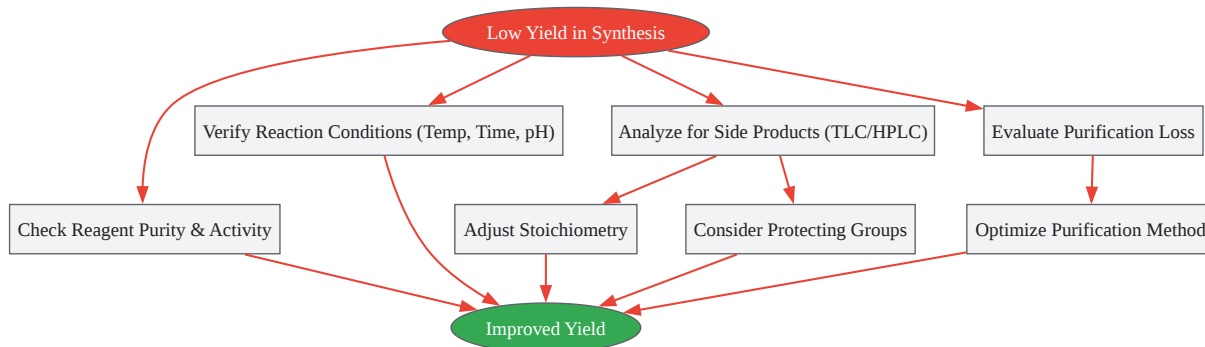 Low Yield in Synthesis
Verify Reaction Conditions (Temp, Time, pH)
Analyze for Side Products (TLC/HPLC)
Evaluate Purification Loss
Check Reagent Purity & Activity
Adjust Stoichiometry
Consider Protecting Groups
Optimize Purification Method
Improved Yield